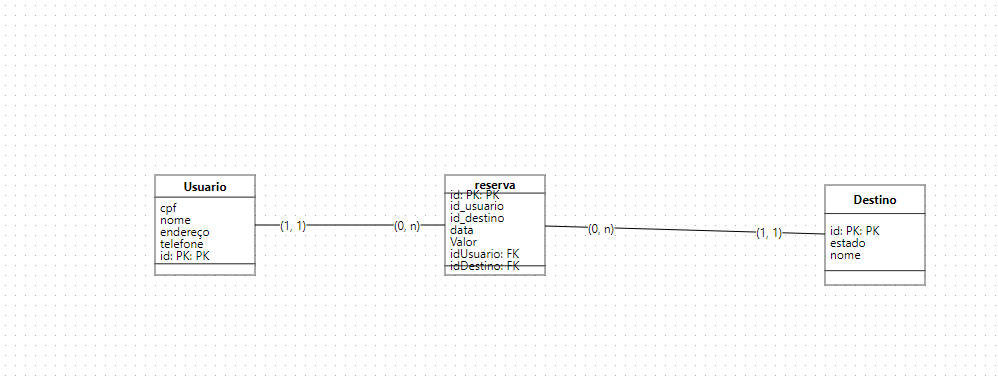 Usuario
cpf
nome
endereço
telefone
id: PK: PK
(1, 1)
(0, n)
reserva
id: PK: PK
id_usuario
id_destino
data
Valor
idUsuario: FK
idDestino: FK
(0, n)
(1, 1)
Destino
id: PK: PK
estado
nome